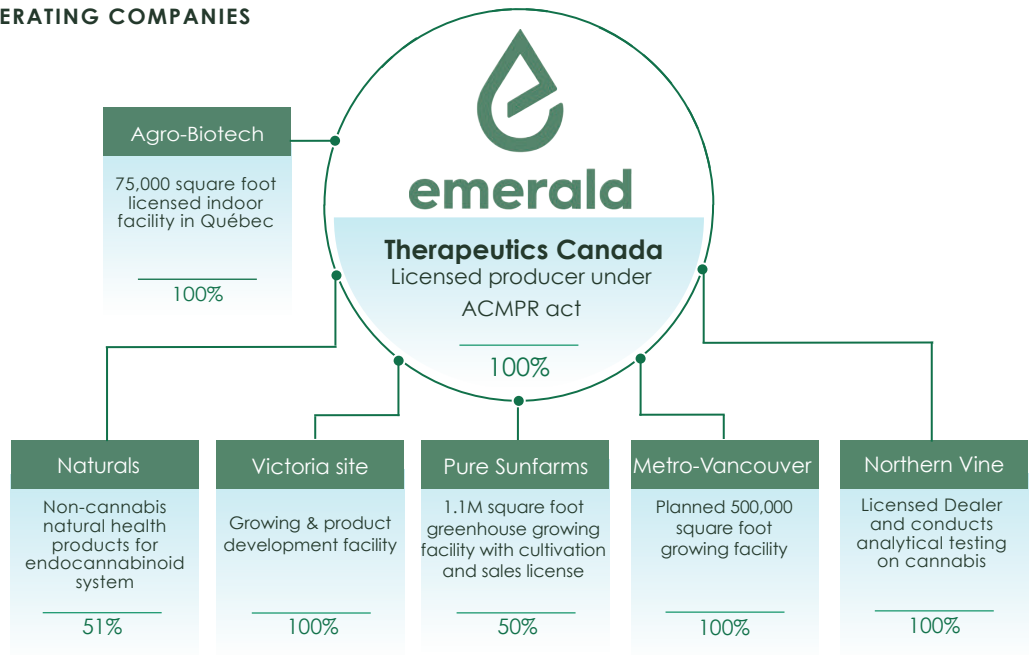 ERATING COMPANIES
emerald
Therapeutics Canada
Licensed producer under
ACMPR act
100%
Agro-Biotech
75,000 square foot
licensed indoor
facility in Québec
100%
Naturals
Non-cannabis
natural health
products for
endocannabinoid
system
51%
Victoria site
Growing & product
development facility
100%
Pure Sunfarms
1.1M square foot
greenhouse growing
facility with cultivation
and sales license
50%
Metro-Vancouver
Planned 500,000
square foot
growing facility
100%
Northern Vine
Licensed Dealer
and conducts
analytical testing
on cannabis
100%